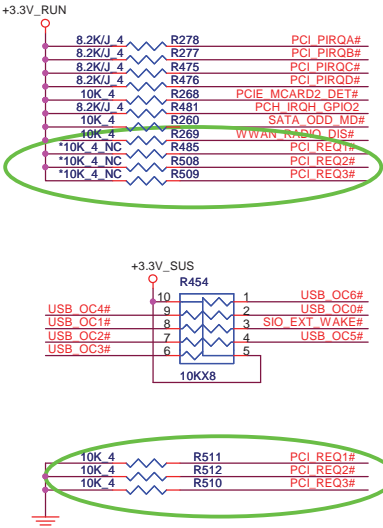 +3.3V_RUN
8.2K/J_4 R278 PCI_PIRQA#
8.2K/J_4 R277 PCI_PIRQB#
8.2K/J_4 R475 PCI_PIRQC#
8.2K/J_4 R476 PCI_PIRQD#
10K_4 R268 PCIE_MCARD2_DET#
8.2K/J_4 R481 PCH_IRQH_GPIO2
10K_4 R260 SATA_ODD_MD#
10K_4 R269 WWAN_RADIO_DIS#
*10K_4_NC R485 PCI_REQ1#
*10K_4_NC R508 PCI_REQ2#
*10K_4_NC R509 PCI_REQ3#
+3.3V_SUS
R454
10 1 USB_OC6#
USB_OC4# 9 2 USB_OC0#
USB_OC1# 8 3 SIO_EXT_WAKE#
USB_OC2# 7 4 USB_OC5#
USB_OC3# 6 5
10KX8
10K_4 R511 PCI_REQ1#
10K_4 R512 PCI_REQ2#
10K_4 R510 PCI_REQ3#